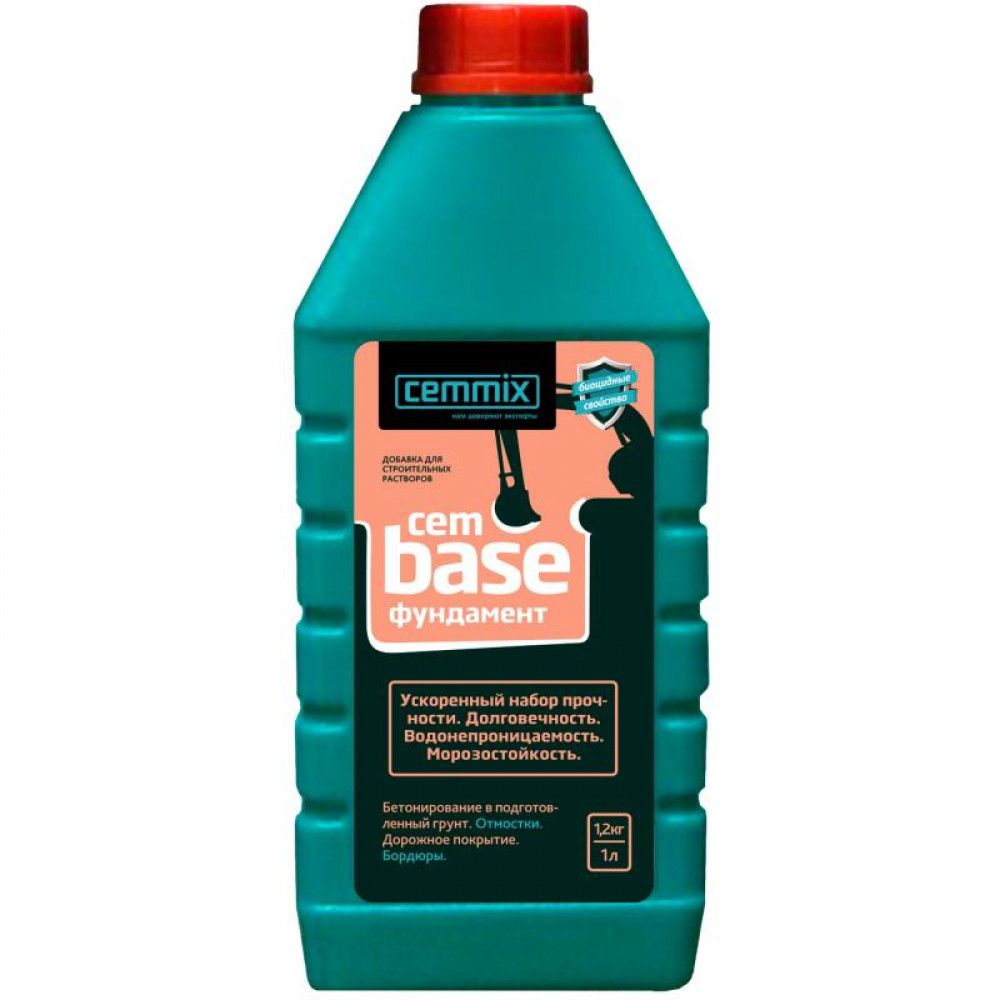 cemmix
нам доверяют эксперты
биоцидные
свойства
ДОБАВКА ДЛЯ
СТРОИТЕЛЬНЫХ
РАСТВОРОВ
cem
base
фундамент
Ускоренный набор проч-
ности. Долговечность.
Водонепроницаемость.
Морозостойкость.
Бетонирование в подготов-
ленный грунт. Отмостки.
Дорожное покрытие.
Бордюры.
1,2кг
1л